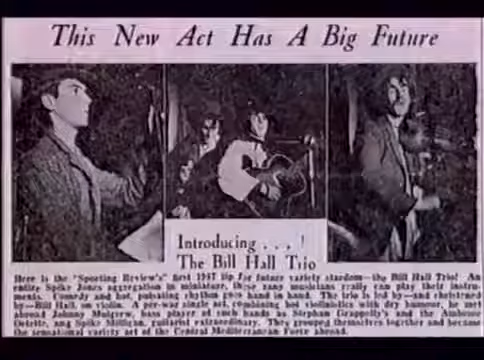 This New Act Has A Big Future
Introducing . . . !
The Bill Hall Trio
Here is the "Sporting Review's" first 1947 tip for future variety stardom—the Bill Hall Trio! An
entire Spike Jones aggregation in miniature, these zany musicians really can play their instru-
ments. Comedy and hot, pulsating rhythm goes hand in hand. The trio is led by—and christened
by—Bill Hall, on violin. A pre-war single act, combining hot violinistics with dry humour, he met
abroad Johnny Mulgrew, bass player of such bands as Stephan Grappelly's and the Ambrose
Octette, and Spike Milligan, guitarist extraordinary. They grouped themselves together and became
the sensational variety act of the Central Mediterranean Force abroad.